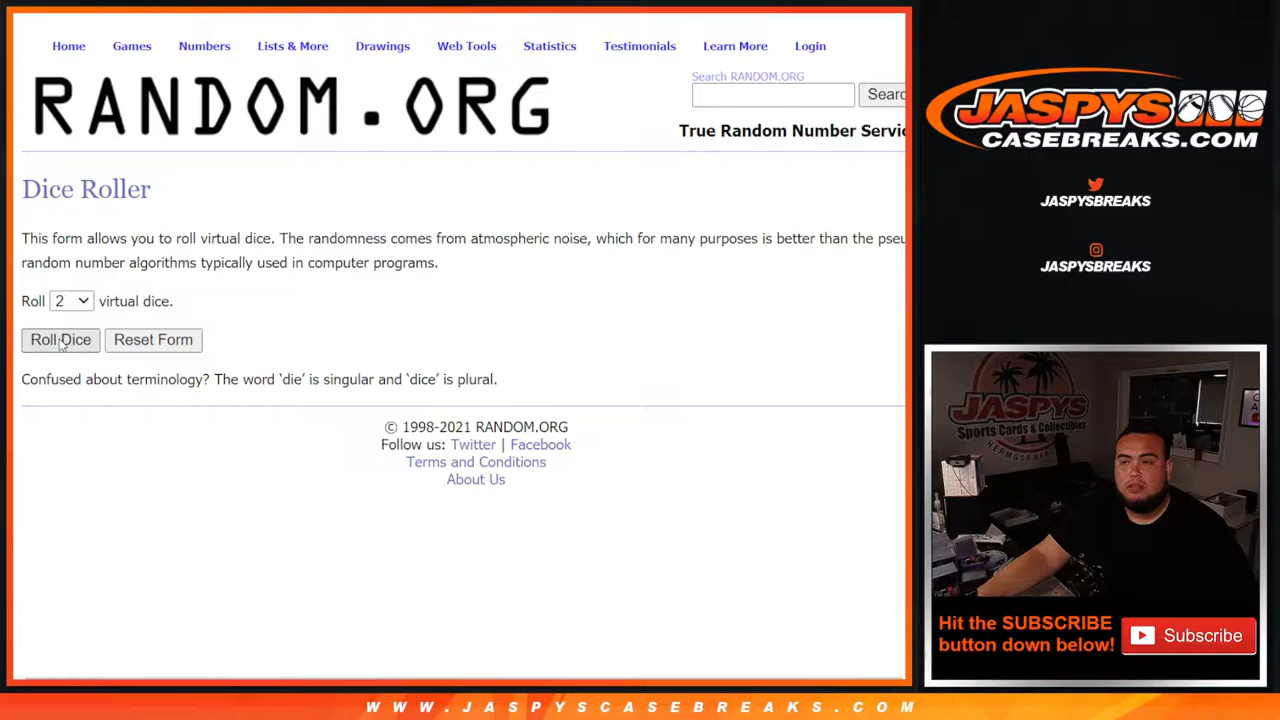 Home Games Numbers Lists & More Drawings Web Tools Statistics Testimonials Learn More Login
RANDOM.ORG
Search RANDOM.ORG
Searc
True Random Number Servic
Dice Roller
This form allows you to roll virtual dice. The randomness comes from atmospheric noise, which for many purposes is better than the pseu
random number algorithms typically used in computer programs.
Roll 2 virtual dice.
Roll Dice Reset Form
Confused about terminology? The word ‘die’ is singular and ‘dice’ is plural.
© 1998-2021 RANDOM.ORG
Follow us: Twitter | Facebook
Terms and Conditions
About Us
JASPYS
CASEBREAKS.COM
JASPYSBREAKS
JASPYSBREAKS
JASPYS
Sports Cards & Collectibles
Hit the SUBSCRIBE
button down below!
Subscribe
WWW.JASPYSCASEBREAKS.COM